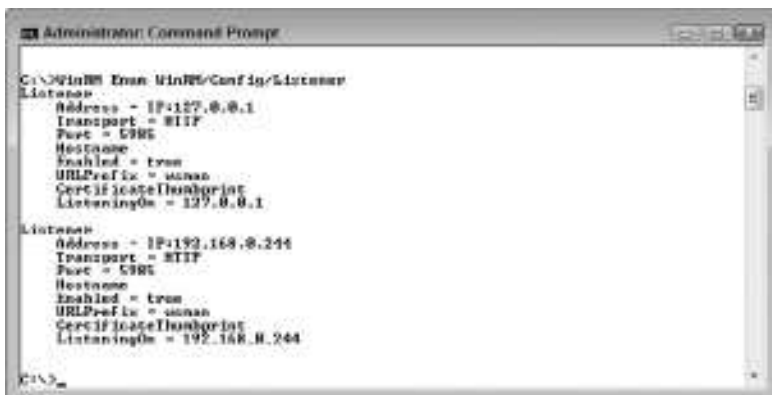 Administrator: Command Prompt
C:\>WinRM Enum WinRM/Config/Listener
Listener
Address = IP:127.0.0.1
Transport = HTTP
Port = 5985
Hostname
Enabled = true
URLPrefix = wsman
CertificateThumbprint
ListeningOn = 127.0.0.1
Listener
Address = IP:192.168.0.244
Transport = HTTP
Port = 5985
Hostname
Enabled = true
URLPrefix = wsman
CertificateThumbprint
ListeningOn = 192.168.0.244
C:\>_